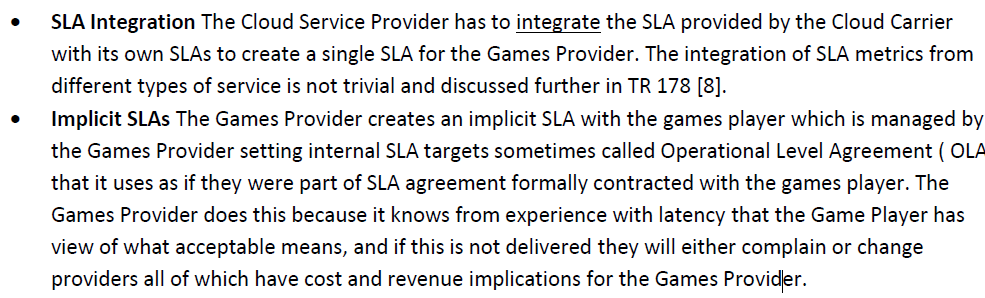 • SLA Integration The Cloud Service Provider has to integrate the SLA provided by the Cloud Carrier
with its own SLAs to create a single SLA for the Games Provider. The integration of SLA metrics from
different types of service is not trivial and discussed further in TR 178 [8].
• Implicit SLAs The Games Provider creates an implicit SLA with the games player which is managed by
the Games Provider setting internal SLA targets sometimes called Operational Level Agreement ( OLA
that it uses as if they were part of SLA agreement formally contracted with the games player. The
Games Provider does this because it knows from experience with latency that the Game Player has
view of what acceptable means, and if this is not delivered they will either complain or change
providers all of which have cost and revenue implications for the Games Provider.